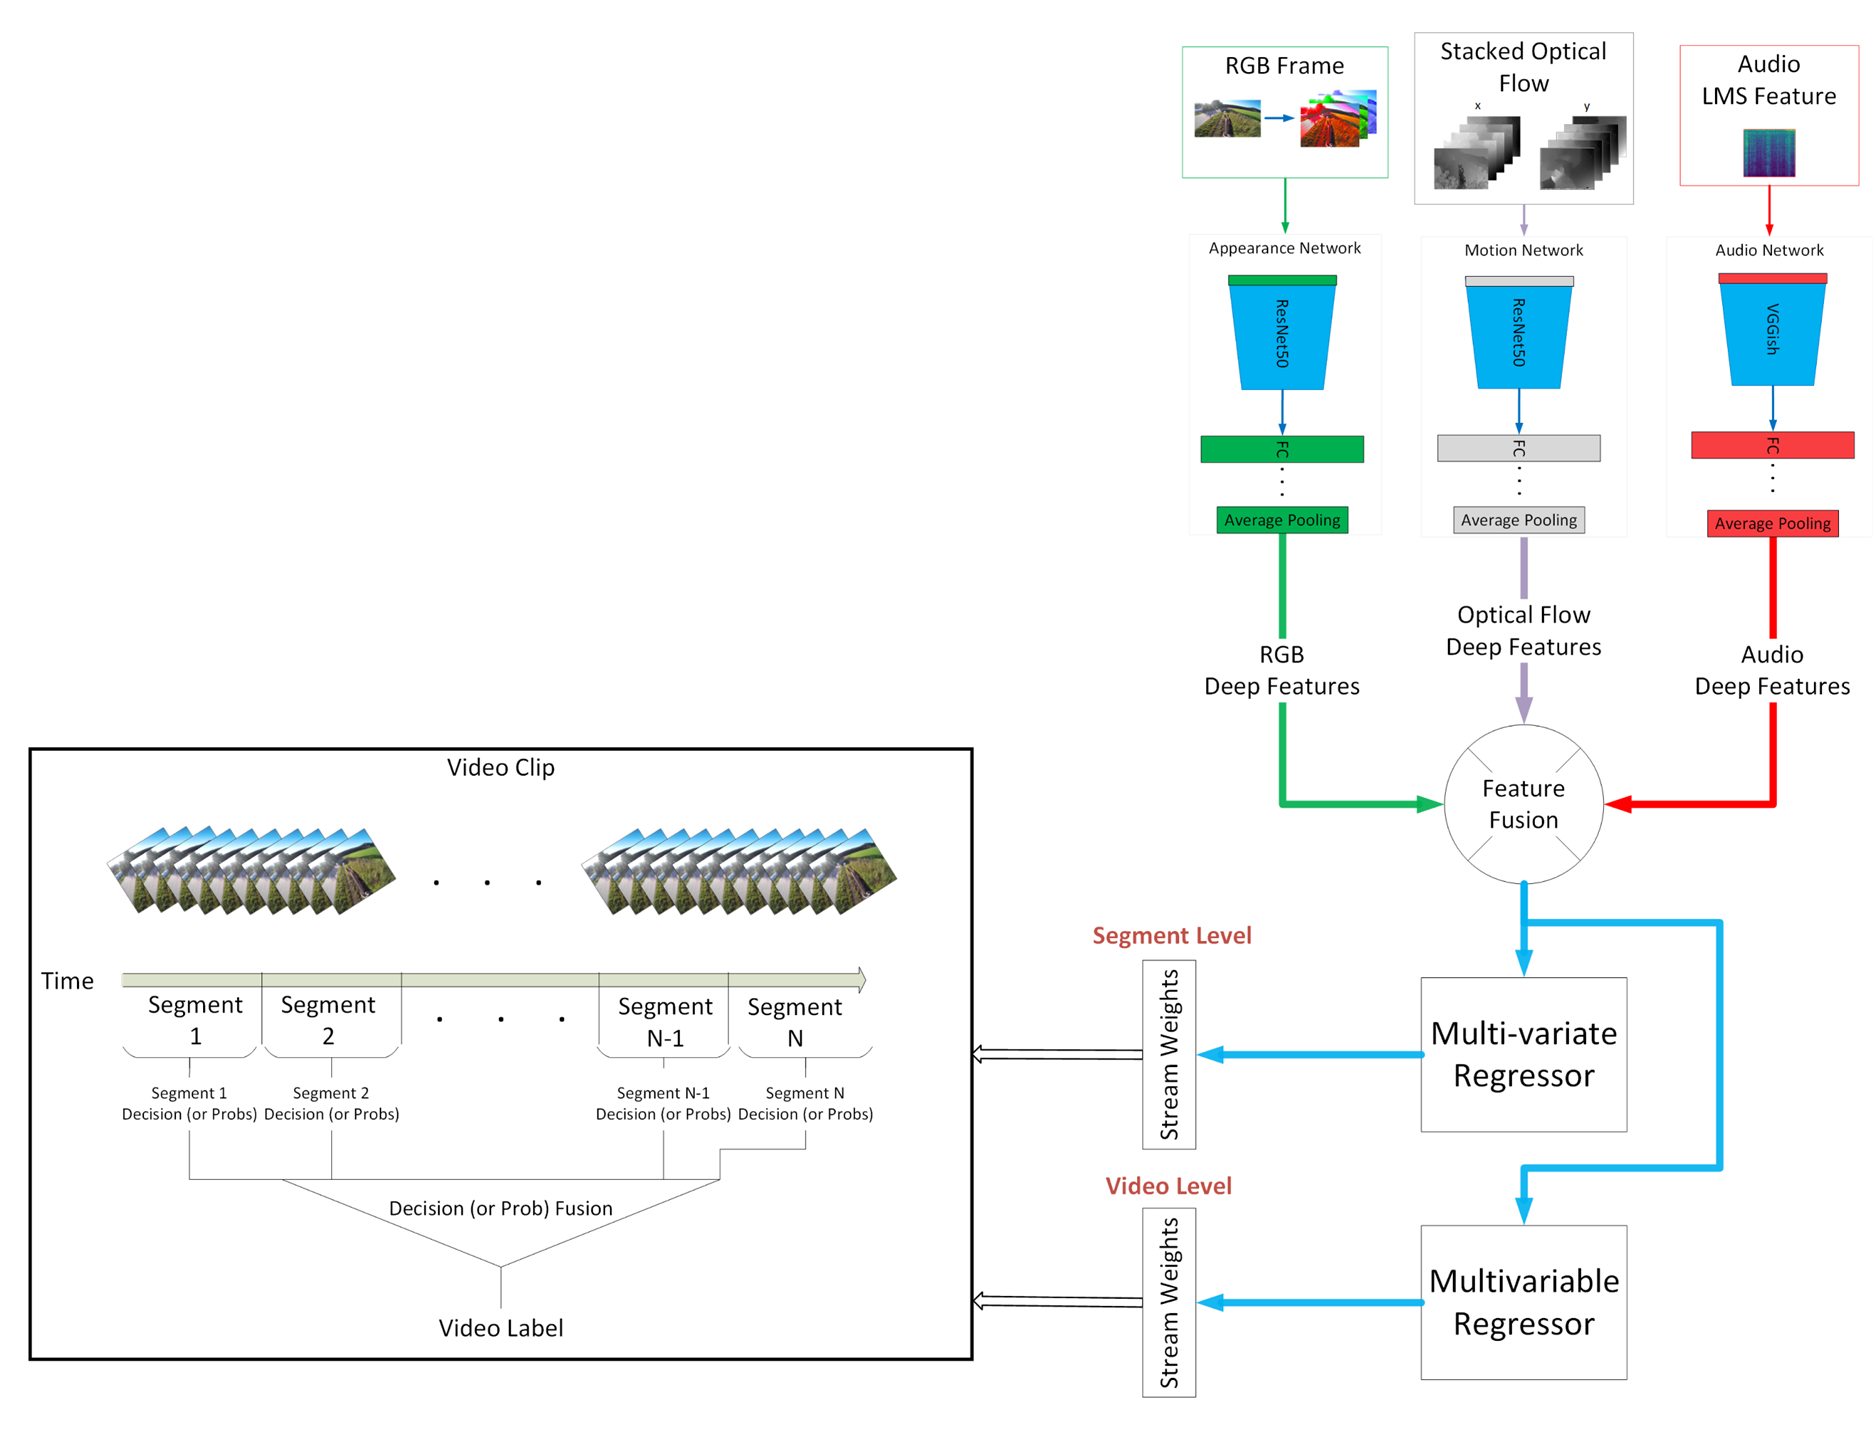 RGB Frame
Stacked Optical
Flow
x
y
Audio
LMS Feature
Appearance Network
Motion Network
Audio Network
ResNet50
ResNet50
VGGish
FC
FC
FC
Average Pooling
Average Pooling
Average Pooling
RGB
Deep Features
Optical Flow
Deep Features
Audio
Deep Features
Feature
Fusion
Video Clip
Time
Segment
1
Segment
2
Segment
N-1
Segment
N
Segment 1
Decision (or Probs)
Segment 2
Decision (or Probs)
Segment N-1
Decision (or Probs)
Segment N
Decision (or Probs)
Decision (or Prob) Fusion
Video Label
Segment Level
Stream Weights
Multi-variate
Regressor
Video Level
Stream Weights
Multivariable
Regressor